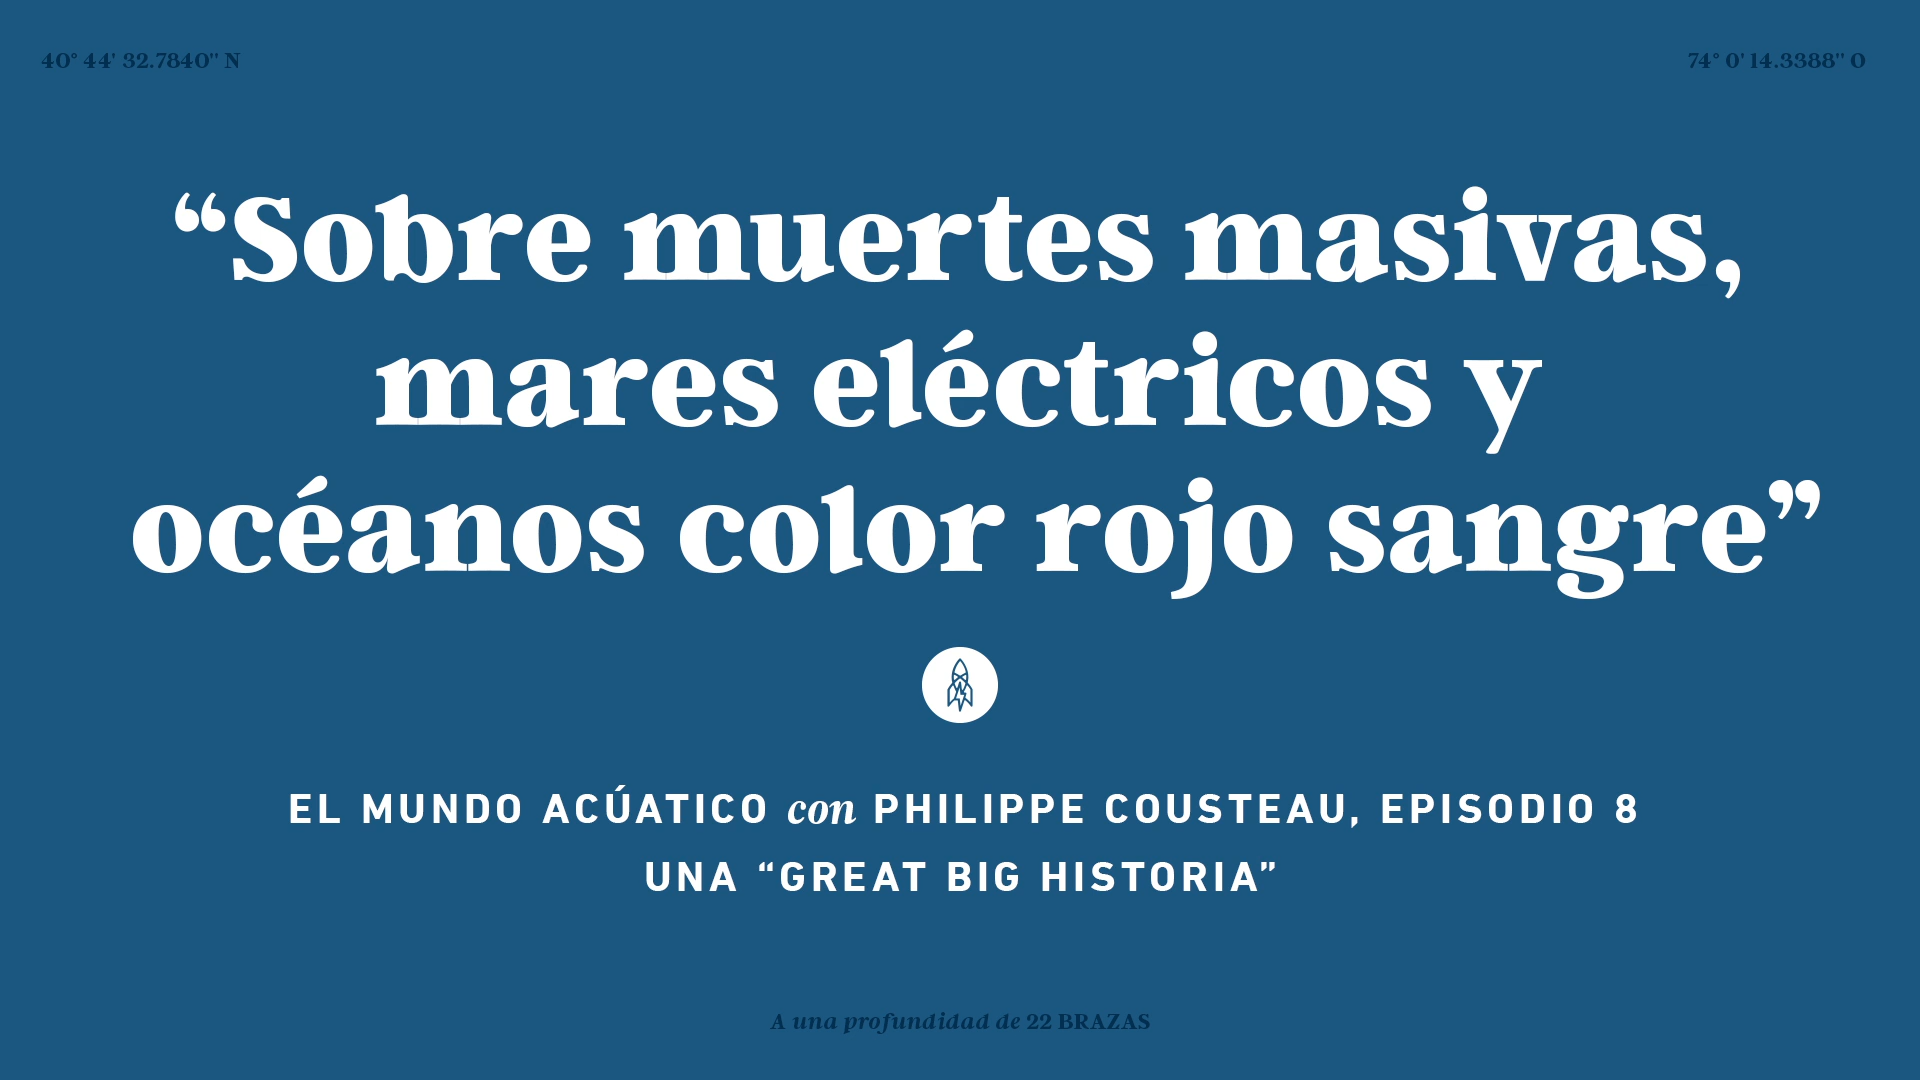 40° 44' 32.7840" N
74° 0' 14.3388" O
“Sobre muertes masivas,
mares eléctricos y
océanos color rojo sangre”
EL MUNDO ACÚATICO con PHILIPPE COUSTEAU, EPISODIO 8
UNA “GREAT BIG HISTORIA”
A una profundidad de 22 BRAZAS